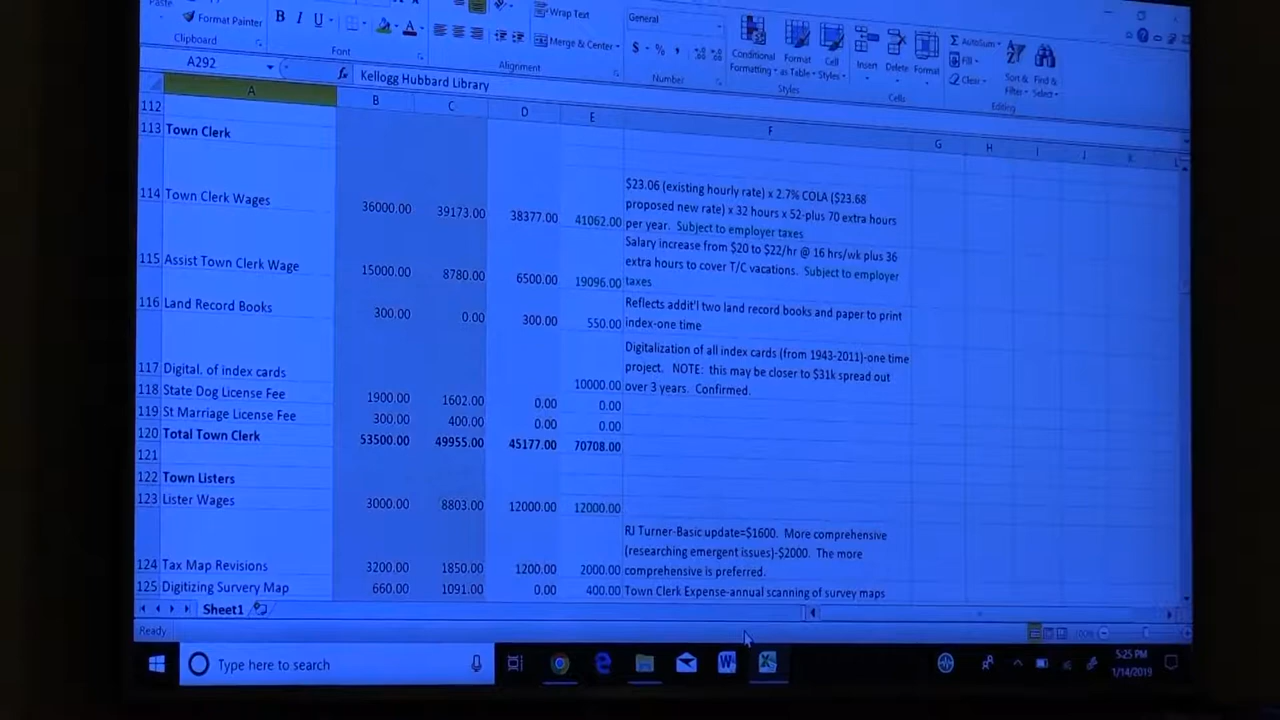 Paste
Format Painter
Clipboard
B I U
Font
Wrap Text
Merge & Center
Alignment
General
$ % ,
Number
Conditional Formatting
Format as Table
Cell Styles
Styles
Insert Delete Format
Cells
AutoSum
Fill
Clear
Sort & Filter
Find & Select
Editing
A292 fx Kellogg Hubbard Library
A B C D E F G H I J K L
112
113 Town Clerk
114 Town Clerk Wages 36000.00 39173.00 38377.00 41062.00
$23.06 (existing hourly rate) x 2.7% COLA ($23.68
proposed new rate) x 32 hours x 52-plus 70 extra hours
per year. Subject to employer taxes
115 Assist Town Clerk Wage 15000.00 8780.00 6500.00 19096.00
Salary increase from $20 to $22/hr @ 16 hrs/wk plus 36
extra hours to cover T/C vacations. Subject to employer
taxes
116 Land Record Books 300.00 0.00 300.00 550.00
Reflects addit'l two land record books and paper to print
index-one time
117 Digital. of index cards 10000.00
Digitalization of all index cards (from 1943-2011)-one time
project. NOTE: this may be closer to $31k spread out
over 3 years. Confirmed.
118 State Dog License Fee 1900.00 1602.00 0.00 0.00
119 St Marriage License Fee 300.00 400.00 0.00 0.00
120 Total Town Clerk 53500.00 49955.00 45177.00 70708.00
121
122 Town Listers
123 Lister Wages 3000.00 8803.00 12000.00 12000.00
124 Tax Map Revisions 3200.00 1850.00 1200.00 2000.00
RJ Turner-Basic update=$1600. More comprehensive
(researching emergent issues)-$2000. The more
comprehensive is preferred.
125 Digitizing Survery Map 660.00 1091.00 0.00 400.00 Town Clerk Expense-annual scanning of survey maps
Sheet1
Ready
100%
Type here to search
5:25 PM
1/14/2019